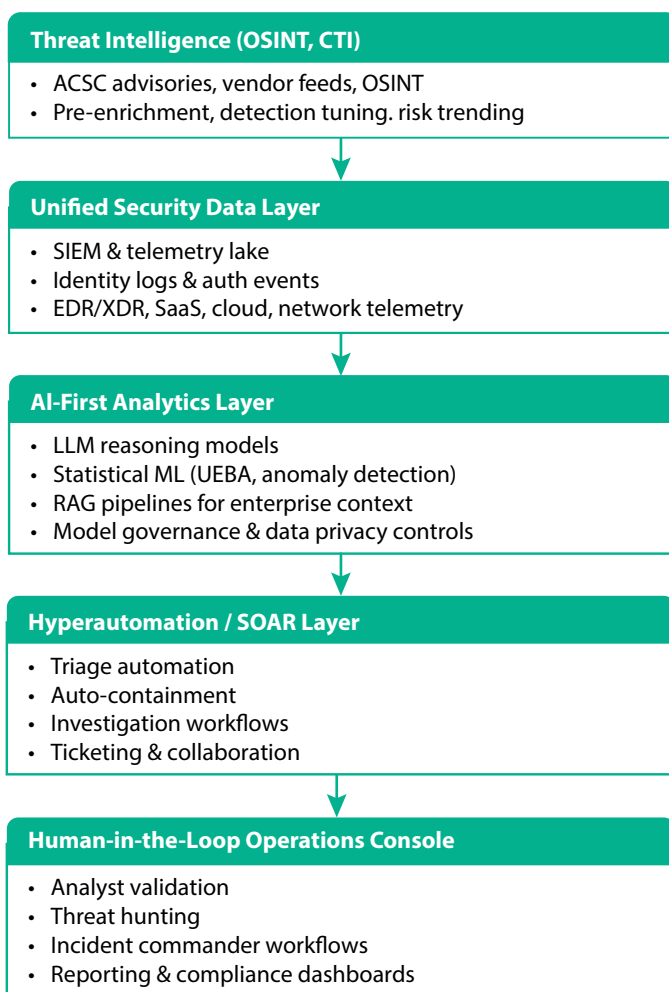 Threat Intelligence (OSINT, CTI)
• ACSC advisories, vendor feeds, OSINT
• Pre-enrichment, detection tuning. risk trending
Unified Security Data Layer
• SIEM & telemetry lake
• Identity logs & auth events
• EDR/XDR, SaaS, cloud, network telemetry
AI-First Analytics Layer
• LLM reasoning models
• Statistical ML (UEBA, anomaly detection)
• RAG pipelines for enterprise context
• Model governance & data privacy controls
Hyperautomation / SOAR Layer
• Triage automation
• Auto-containment
• Investigation workflows
• Ticketing & collaboration
Human-in-the-Loop Operations Console
• Analyst validation
• Threat hunting
• Incident commander workflows
• Reporting & compliance dashboards